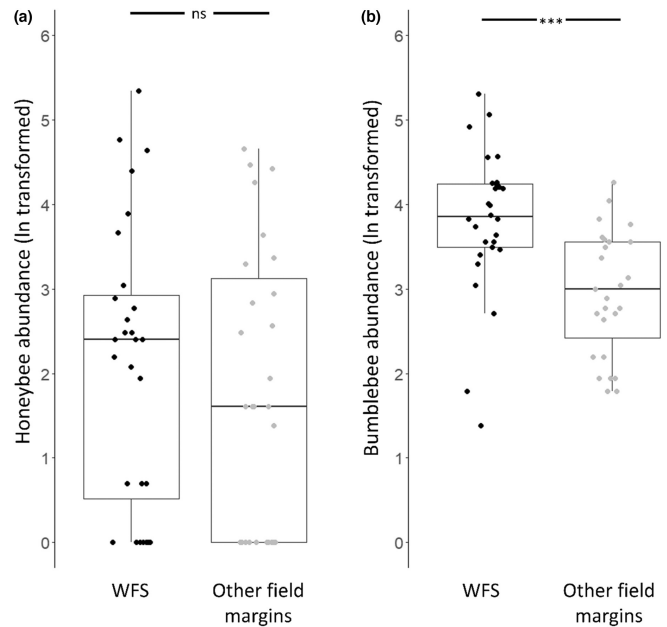 (a)
ns
6
5
4
3
2
1
0
Honeybee abundance (ln transformed)
WFS
Other field
margins
(b)
***
6
5
4
3
2
1
0
Bumblebee abundance (ln transformed)
WFS
Other field
margins